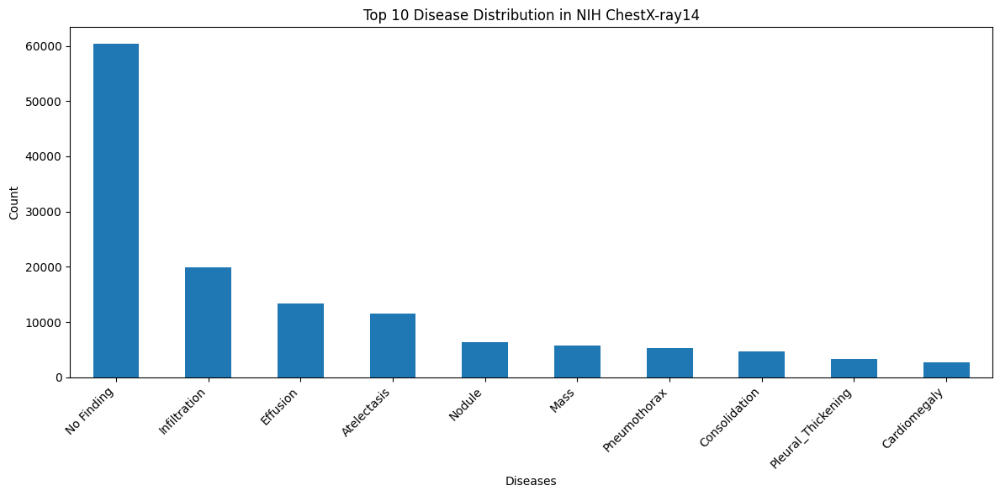 Top 10 Disease Distribution in NIH ChestX-ray14
Count
60000
50000
40000
30000
20000
10000
0
No Finding
Infiltration
Effusion
Atelectasis
Nodule
Mass
Pneumothorax
Consolidation
Pleural_Thickening
Cardiomegaly
Diseases